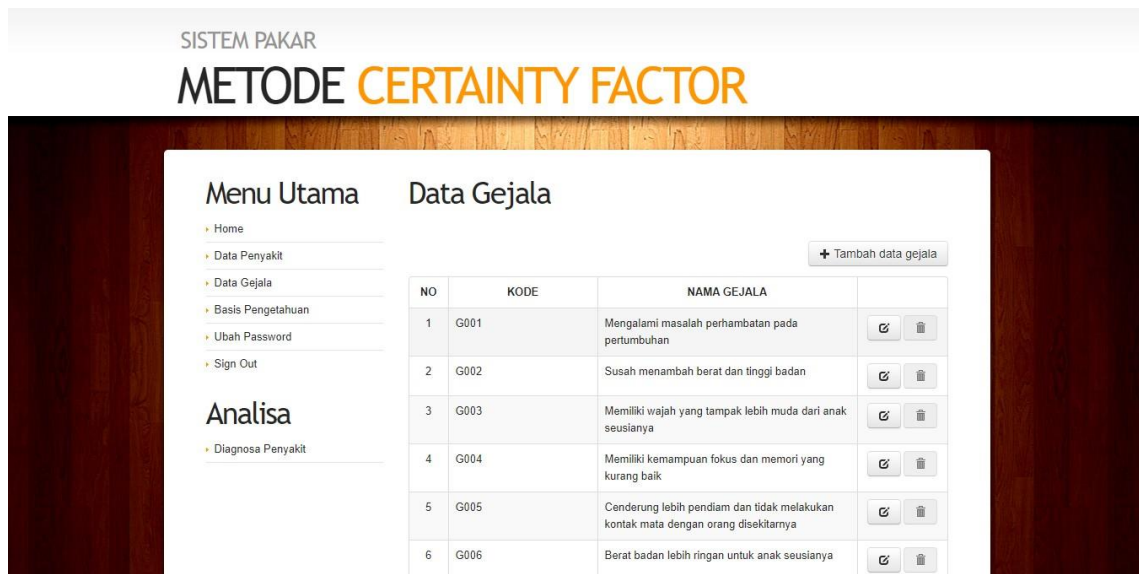 SISTEM PAKAR
METODE CERTAINTY FACTOR
Menu Utama
Home
Data Penyakit
Data Gejala
Basis Pengetahuan
Ubah Password
Sign Out
Analisa
Diagnosa Penyakit
Data Gejala
Tambah data gejala
NO KODE NAMA GEJALA
1 G001 Mengalami masalah perhambatan pada
pertumbuhan
2 G002 Susah menambah berat dan tinggi badan
3 G003 Memiliki wajah yang tampak lebih muda dari anak
seusianya
4 G004 Memiliki kemampuan fokus dan memori yang
kurang baik
5 G005 Cenderung lebih pendiam dan tidak melakukan
kontak mata dengan orang disekitarnya
6 G006 Berat badan lebih ringan untuk anak seusianya